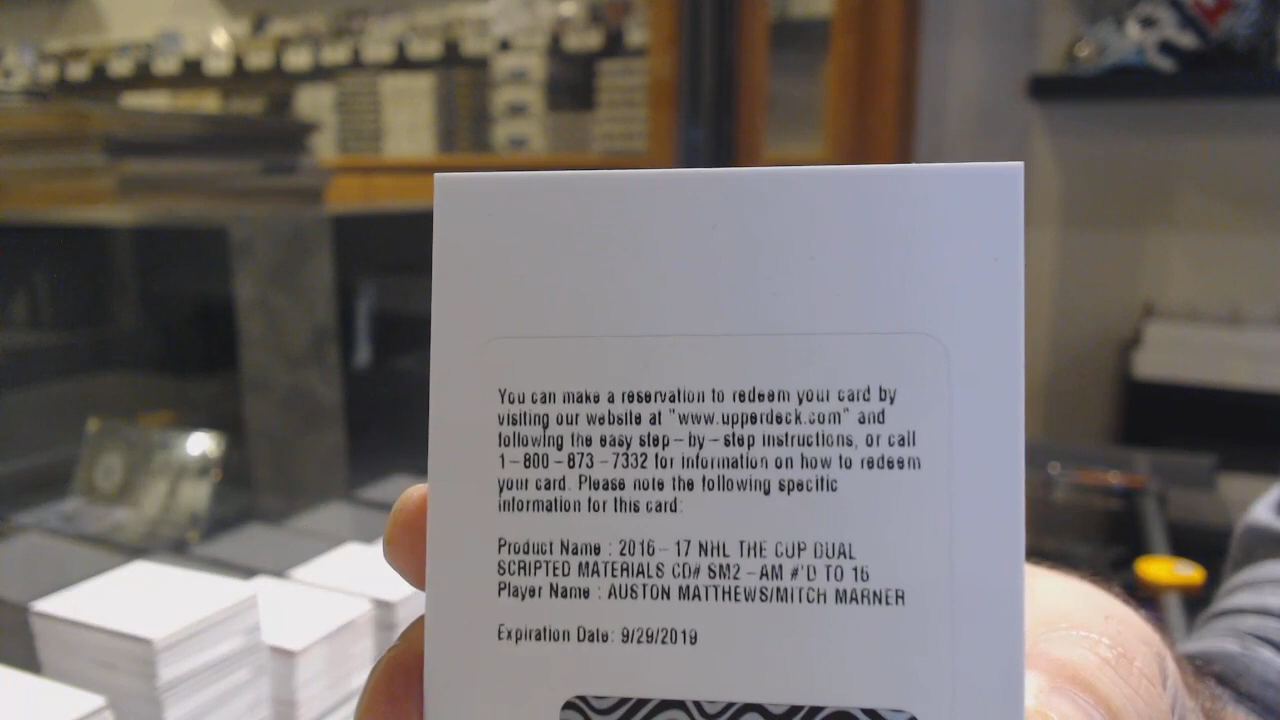 You can make a reservation to redeem your card by
visiting our website at "www.upperdeck.com" and
following the easy step-by-step instructions, or call
1-800-873-7332 for information on how to redeem
your card. Please note the following specific
information for this card:
Product Name : 2016-17 NHL THE CUP DUAL
SCRIPTED MATERIALS CD# SM2-AM #'D TO 16
Player Name : AUSTON MATTHEWS/MITCH MARNER
Expiration Date: 9/29/2019